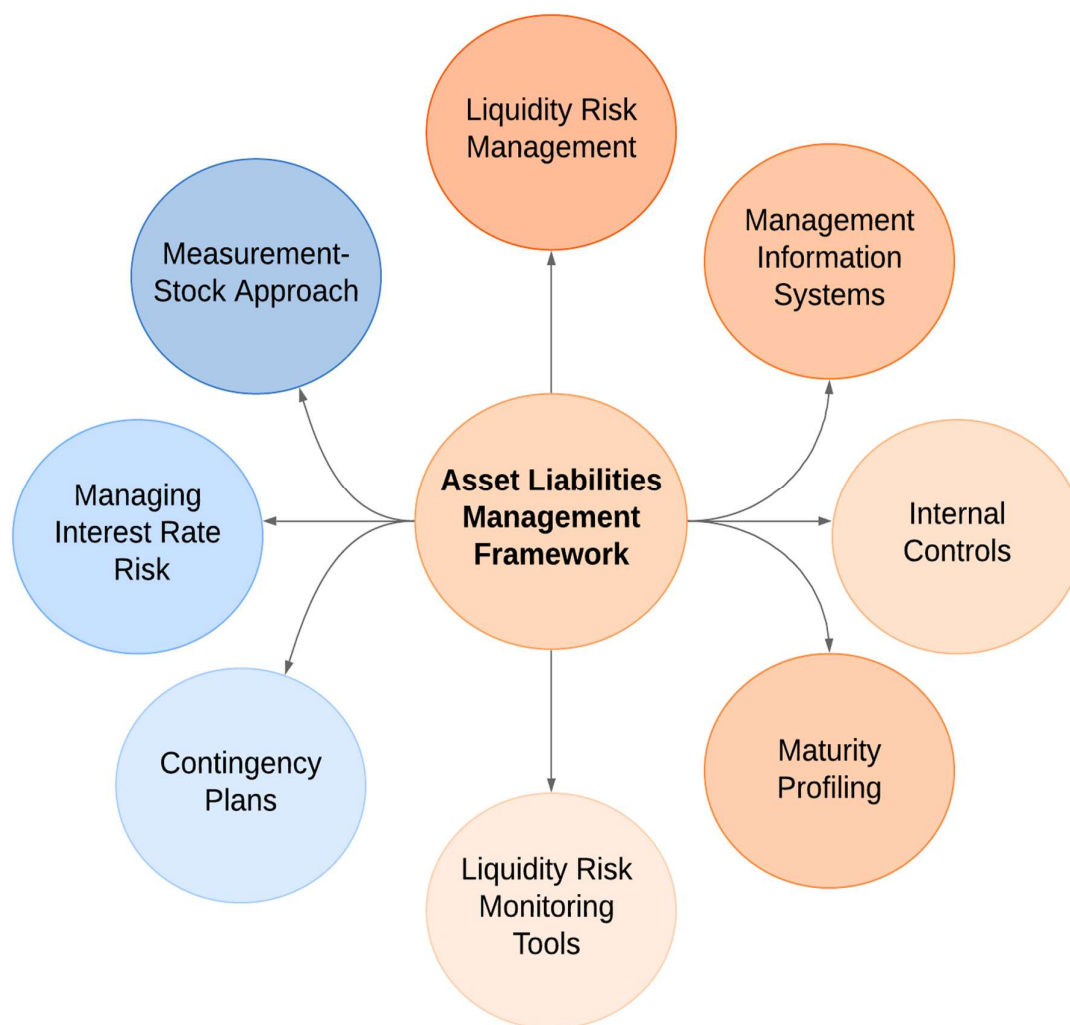 Liquidity Risk
Management
Management
Information
Systems
Measurement-
Stock Approach
Asset Liabilities
Management
Framework
Managing
Interest Rate
Risk
Internal
Controls
Contingency
Plans
Maturity
Profiling
Liquidity Risk
Monitoring
Tools